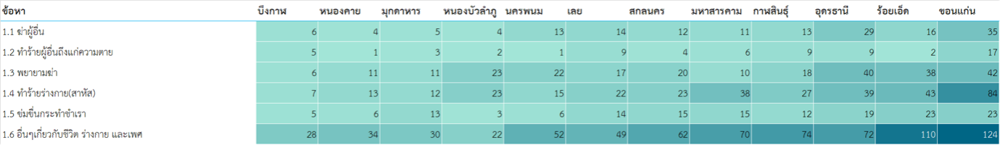 ข้อหา บึงกาฬ หนองคาย มุกดาหาร หนองบัวลำภู นครพนม เลย สกลนคร มหาสารคาม กาฬสินธุ์ อุดรธานี ร้อยเอ็ด ขอนแก่น
1.1 ฆ่าผู้อื่น 6 4 5 4 13 14 12 11 13 29 16 35
1.2 ทำร้ายผู้อื่นถึงแก่ความตาย 5 1 3 2 1 9 4 6 9 9 2 17
1.3 พยายามฆ่า 6 11 11 23 22 17 20 10 18 40 38 42
1.4 ทำร้ายร่างกาย(สาหัส) 7 13 12 23 15 22 23 38 27 39 43 84
1.5 ข่มขืนกระทำชำเรา 5 6 13 3 6 14 15 15 12 19 23 23
1.6 อื่นๆเกี่ยวกับชีวิต ร่างกาย และเพศ 28 34 30 22 52 49 62 70 74 72 110 124